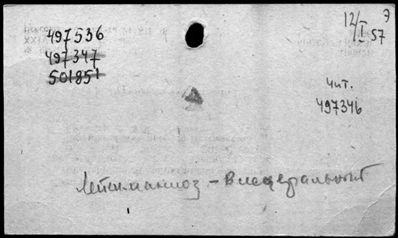 497536
497347
501851
12/I 57
Э
Чит.
497346
Лейшманиоз - Висцеральный